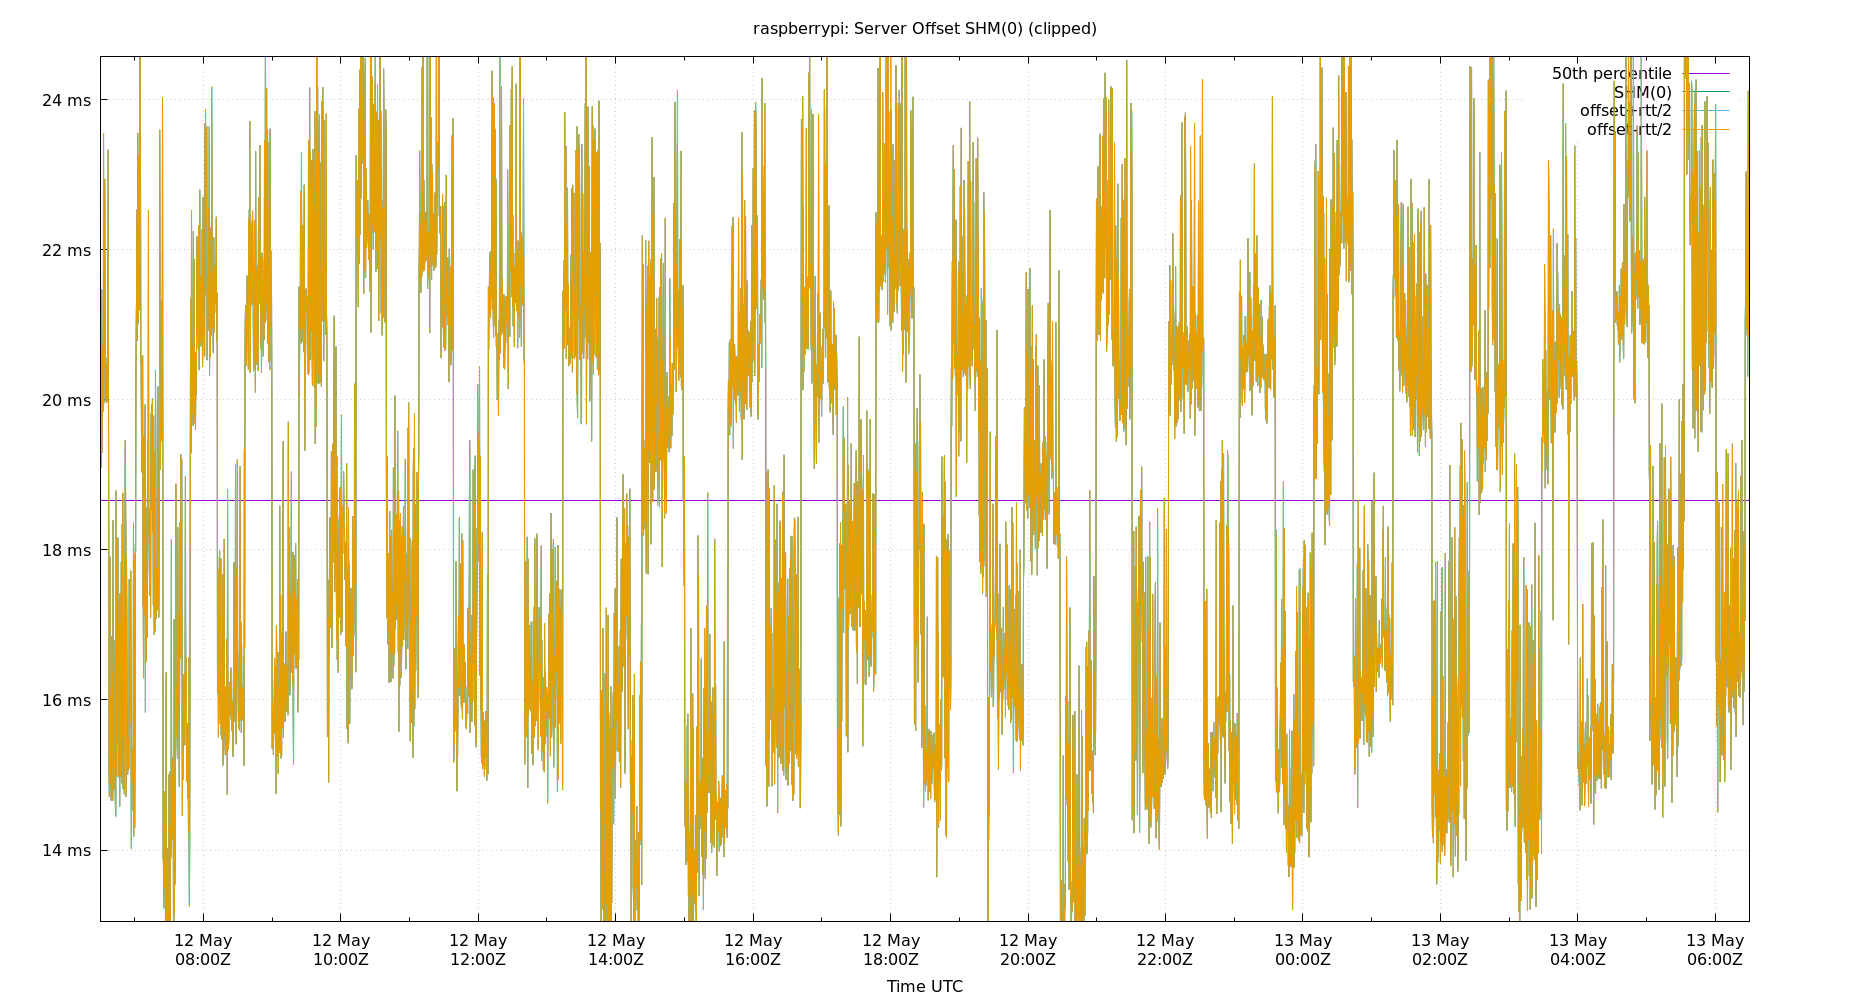 raspberrypi: Server Offset SHM(0) (clipped)
50th percentile
SHM(0)
offset+rtt/2
offset-rtt/2
24 ms
22 ms
20 ms
18 ms
16 ms
14 ms
12 May 12 May 12 May 12 May 12 May 12 May 12 May 12 May 13 May 13 May 13 May 13 May
08:00Z 10:00Z 12:00Z 14:00Z 16:00Z 18:00Z 20:00Z 22:00Z 00:00Z 02:00Z 04:00Z 06:00Z
Time UTC